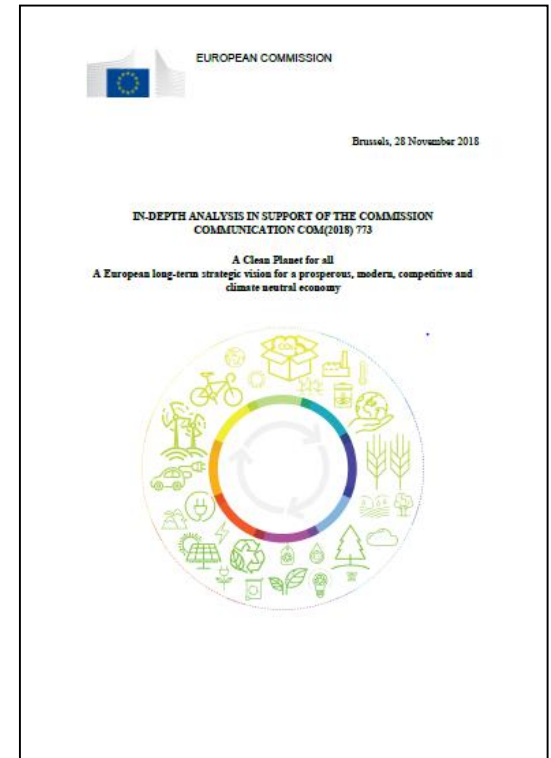 EUROPEAN COMMISSION
Brussels, 28 November 2018
IN-DEPTH ANALYSIS IN SUPPORT OF THE COMMISSION
COMMUNICATION COM(2018) 773
A Clean Planet for all
A European long-term strategic vision for a prosperous, modern, competitive and
climate neutral economy